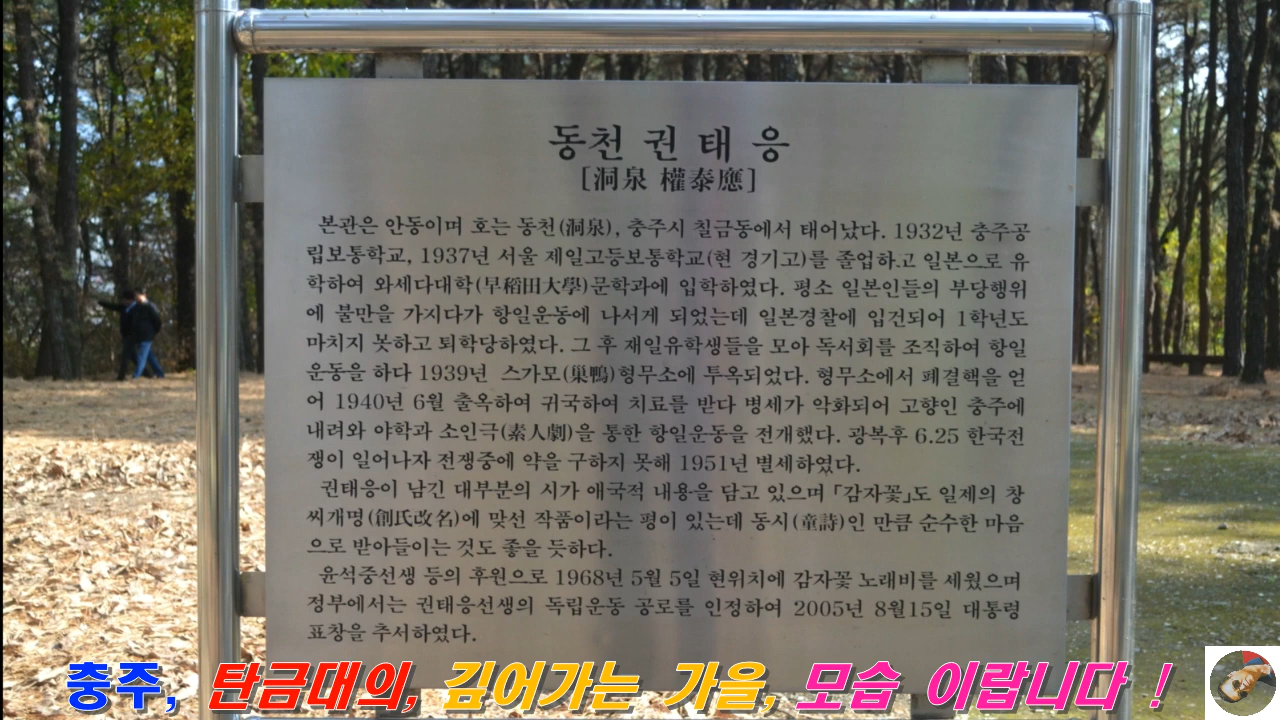 동천 권 태 응
[洞泉 權泰應]
본관은 안동이며 호는 동천(洞泉), 충주시 칠금동에서 태어났다. 1932년 충주공
립보통학교, 1937년 서울 제일고등보통학교(현 경기고)를 졸업하고 일본으로 유
학하여 와세다대학(早稻田大學)문학과에 입학하였다. 평소 일본인들의 부당행위
에 불만을 가지다가 항일운동에 나서게 되었는데 일본경찰에 입건되어 1학년도
마치지 못하고 퇴학당하였다. 그 후 재일유학생들을 모아 독서회를 조직하여 항일
운동을 하다 1939년 스가모(巢鴨)형무소에 투옥되었다. 형무소에서 폐결핵을 얻
어 1940년 6월 출옥하여 귀국하여 치료를 받다 병세가 악화되어 고향인 충주에
내려와 야학과 소인극(素人劇)을 통한 항일운동을 전개했다. 광복후 6.25 한국전
쟁이 일어나자 전쟁중에 약을 구하지 못해 1951년 별세하였다.
권태응이 남긴 대부분의 시가 애국적 내용을 담고 있으며 「감자꽃」도 일제의 창
씨개명(創氏改名)에 맞선 작품이라는 평이 있는데 동시(童詩)인 만큼 순수한 마음
으로 받아들이는 것도 좋을 듯하다.
윤석중선생 등의 후원으로 1968년 5월 5일 현위치에 감자꽃 노래비를 세웠으며
정부에서는 권태응선생의 독립운동 공로를 인정하여 2005년 8월15일 대통령
표창을 추서하였다.
충주, 탄금대의, 깊어가는 가을, 모습 이랍니다 !